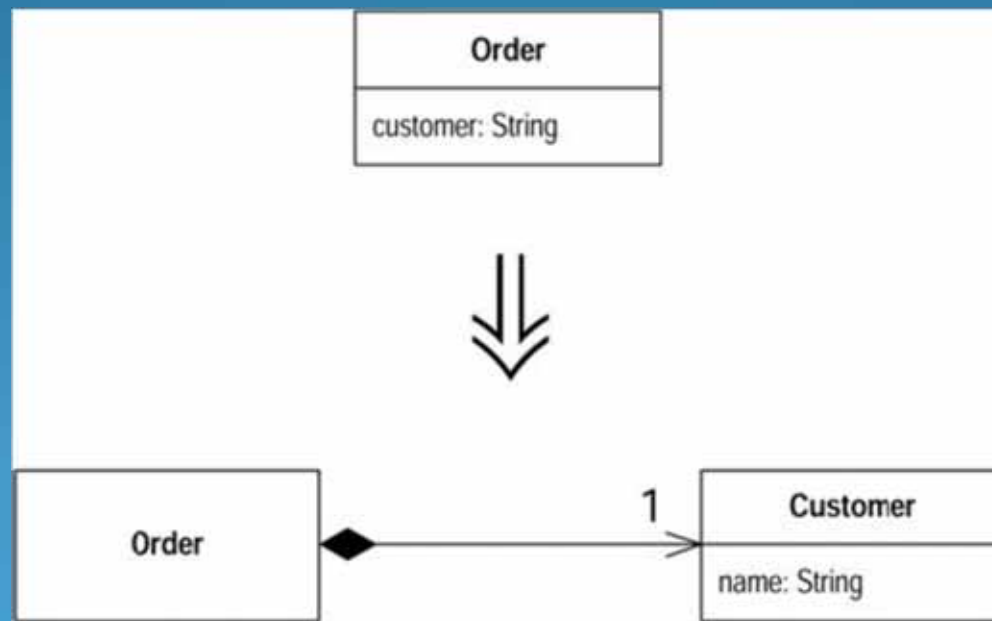 Order
customer: String
1
Order
Customer
name: String